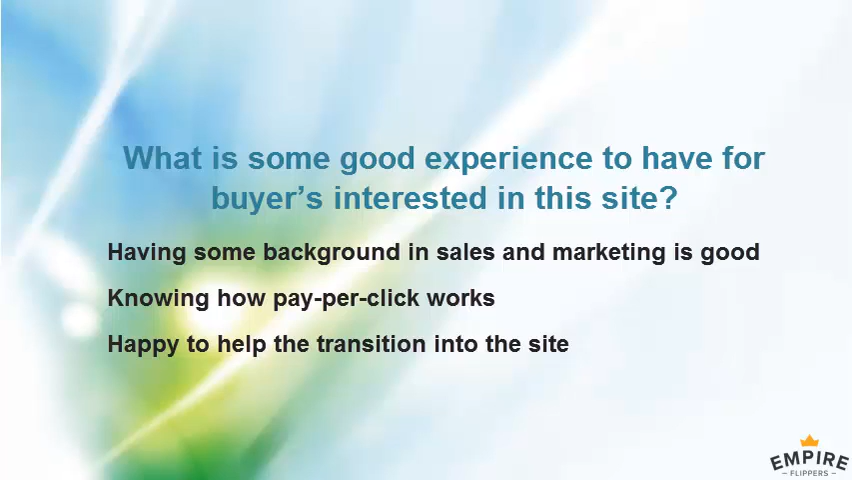 What is some good experience to have for
buyer’s interested in this site?
Having some background in sales and marketing is good
Knowing how pay-per-click works
Happy to help the transition into the site
EMPIRE
FLIPPERS